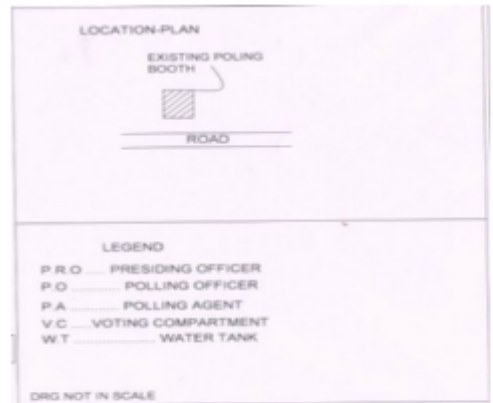 LOCATION-PLAN
EXISTING POLING
BOOTH
ROAD
LEGEND
P.R.O ..... PRESIDING OFFICER
P.O ............. POLLING OFFICER
P.A ............. POLLING AGENT
V.C .... VOTING COMPARTMENT
W.T ..................... WATER TANK
DRG NOT IN SCALE